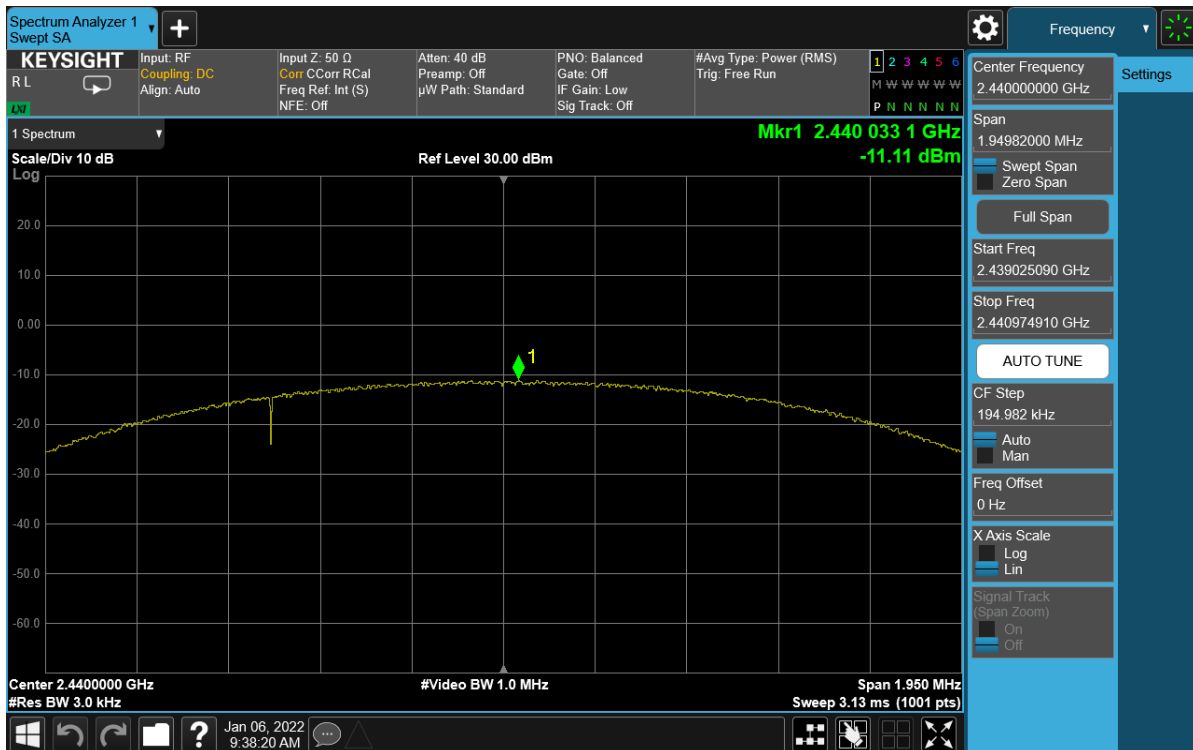 Spectrum Analyzer 1
Swept SA
+
Frequency
KEYSIGHT
R L
LXI
Input: RF
Coupling: DC
Align: Auto
Input Z: 50 Ω
Corr CCorr RCal
Freq Ref: Int (S)
NFE: Off
Atten: 40 dB
Preamp: Off
µW Path: Standard
PNO: Balanced
Gate: Off
IF Gain: Low
Sig Track: Off
#Avg Type: Power (RMS)
Trig: Free Run
1 2 3 4 5 6
M W W W W W
P N N N N N
1 Spectrum
Scale/Div 10 dB
Log
Ref Level 30.00 dBm
Mkr1 2.440 033 1 GHz
-11.11 dBm
20.0
10.0
0.00
-10.0
-20.0
-30.0
-40.0
-50.0
-60.0
1
Center 2.4400000 GHz
#Res BW 3.0 kHz
#Video BW 1.0 MHz
Span 1.950 MHz
Sweep 3.13 ms (1001 pts)
Center Frequency
2.440000000 GHz
Span
1.94982000 MHz
Swept Span
Zero Span
Full Span
Start Freq
2.439025090 GHz
Stop Freq
2.440974910 GHz
AUTO TUNE
CF Step
194.982 kHz
Auto
Man
Freq Offset
0 Hz
X Axis Scale
Log
Lin
Signal Track
(Span Zoom)
On
Off
Settings
?
Jan 06, 2022
9:38:20 AM